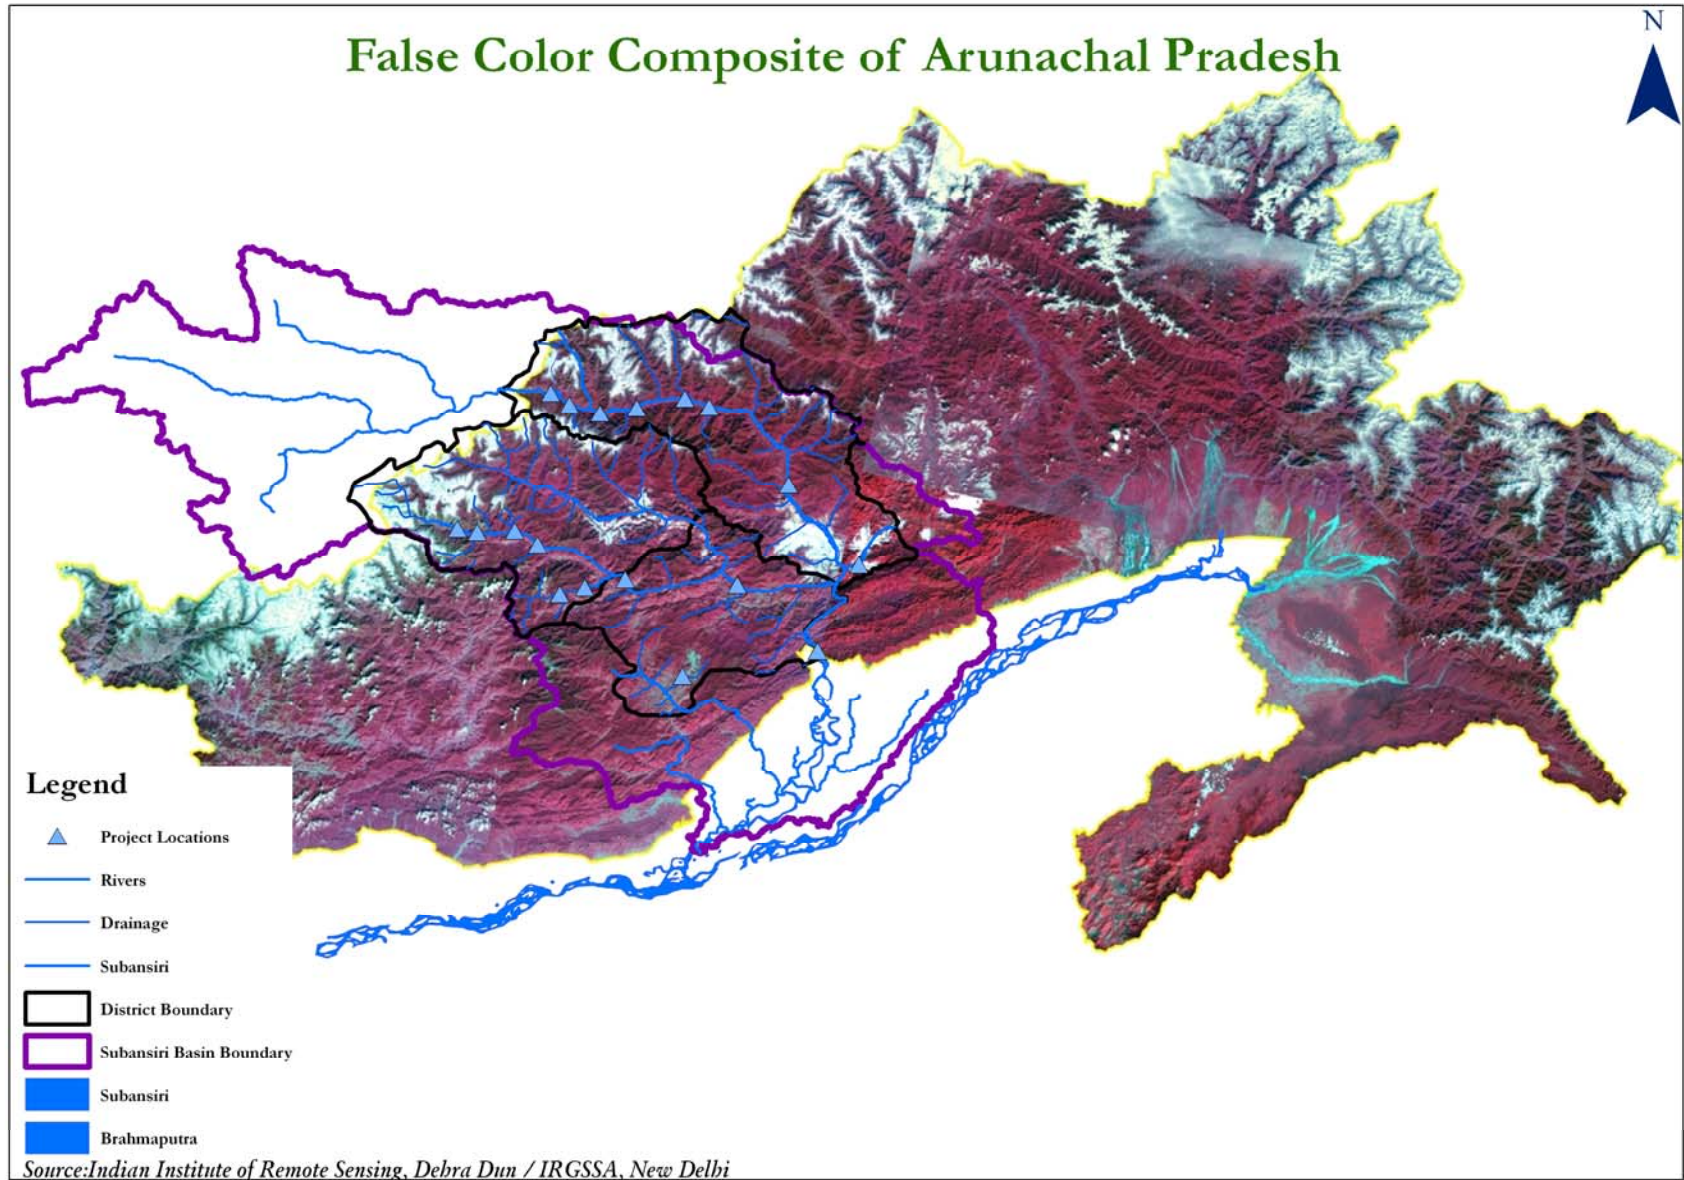 False Color Composite of Arunachal Pradesh
N
Legend
Project Locations
Rivers
Drainage
Subansiri
District Boundary
Subansiri Basin Boundary
Subansiri
Brahmaputra
Source:Indian Institute of Remote Sensing, Dehra Dun / IRGSSA, New Delhi